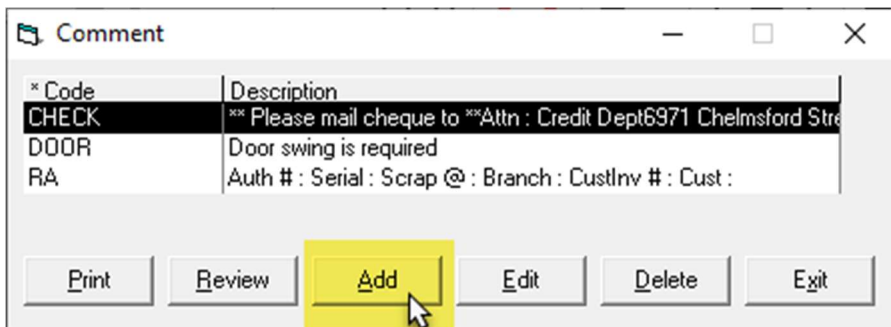 Comment
* Code Description
CHECK ** Please mail cheque to **Attn : Credit Dept6971 Chelmsford Stre
DOOR Door swing is required
RA Auth # : Serial : Scrap @ : Branch : CustInv # : Cust :
Print Review Add Edit Delete Exit